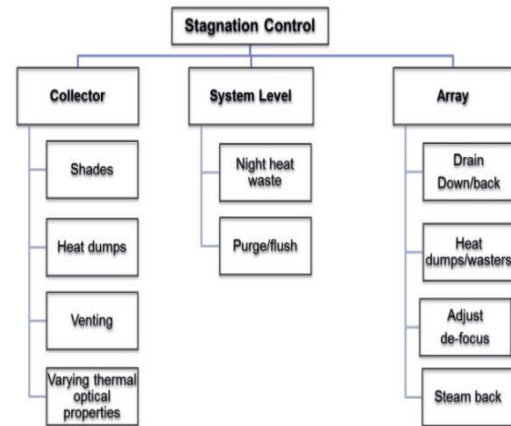 Stagnation Control
Collector
System Level
Array
Shades
Heat dumps
Venting
Varying thermal
optical
properties
Night heat
waste
Purge/flush
Drain
Down/back
Heat
dumps/wasters
Adjust
de-focus
Steam back